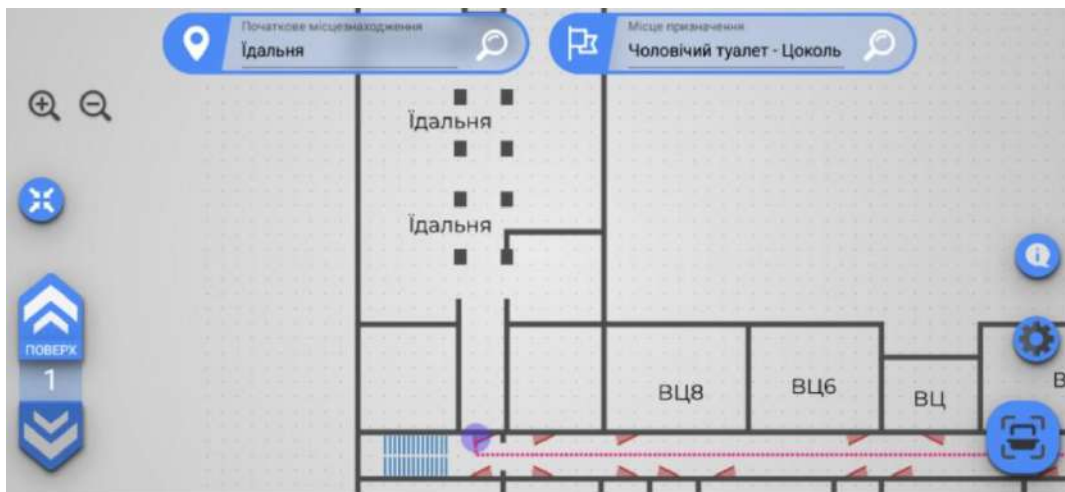 Початкове місцезнаходження
Їдальня
Місце призначення
Чоловічий туалет - Цоколь
Їдальня
Їдальня
ПОВЕРХ
1
ВЦ8
ВЦ6
ВЦ
В